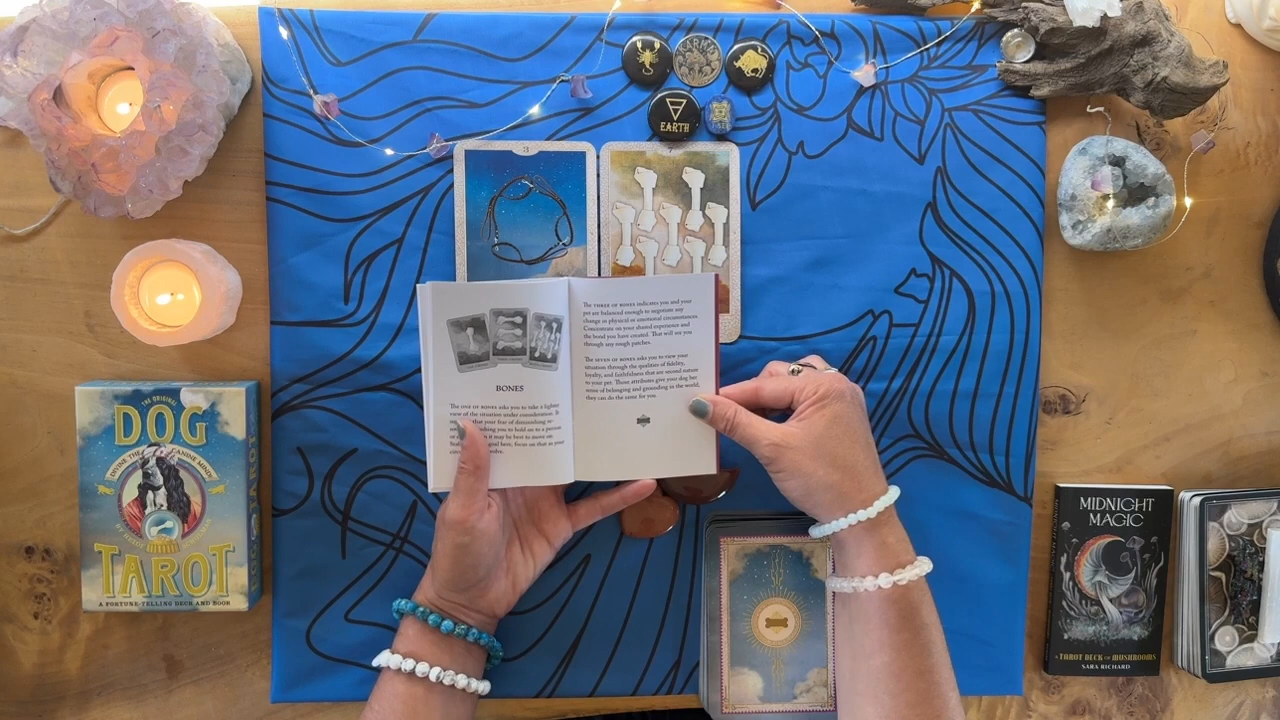 KARMA
EARTH
3
BONES
The THREE OF BONES indicates you and your
pet are balanced enough to negotiate any
change in physical or emotional circumstances.
Concentrate on your shared experience and
the bond you have created. That will see you
through any rough patches.
The SEVEN OF BONES asks you to view your
situation through the qualities of fidelity,
loyalty, and faithfulness that are second nature
to your pet. Those attributes give your dog her
sense of belonging and grounding in the world;
they can do the same for you.
The ONE OF BONES asks you to take a lighter
view of the situation under consideration. It
that your fear of
you to hold on to a
it may be best to move on.
goal here, focus on that as your
THE ORIGINAL
DOG
DIVINE THE CANINE MIND!
TAROT
A FORTUNE-TELLING DECK AND BOOK
DOG TAROT
MIDNIGHT
MAGIC
A TAROT DECK OF MUSHROOMS
SARA RICHARD